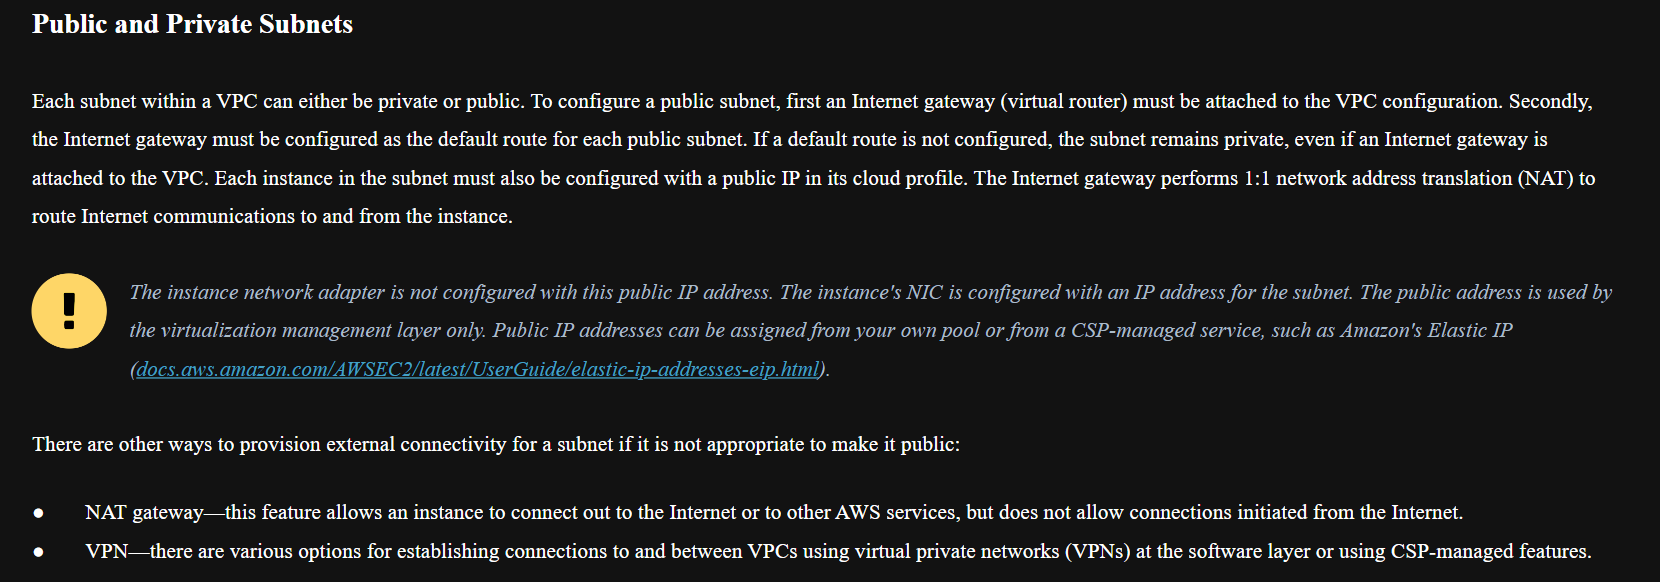 Public and Private Subnets
Each subnet within a VPC can either be private or public. To configure a public subnet, first an Internet gateway (virtual router) must be attached to the VPC configuration. Secondly,
the Internet gateway must be configured as the default route for each public subnet. If a default route is not configured, the subnet remains private, even if an Internet gateway is
attached to the VPC. Each instance in the subnet must also be configured with a public IP in its cloud profile. The Internet gateway performs 1:1 network address translation (NAT) to
route Internet communications to and from the instance.
The instance network adapter is not configured with this public IP address. The instance's NIC is configured with an IP address for the subnet. The public address is used by
the virtualization management layer only. Public IP addresses can be assigned from your own pool or from a CSP-managed service, such as Amazon's Elastic IP
(docs.aws.amazon.com/AWSEC2/latest/UserGuide/elastic-ip-addresses-eip.html).
There are other ways to provision external connectivity for a subnet if it is not appropriate to make it public:
● NAT gateway—this feature allows an instance to connect out to the Internet or to other AWS services, but does not allow connections initiated from the Internet.
● VPN—there are various options for establishing connections to and between VPCs using virtual private networks (VPNs) at the software layer or using CSP-managed features.